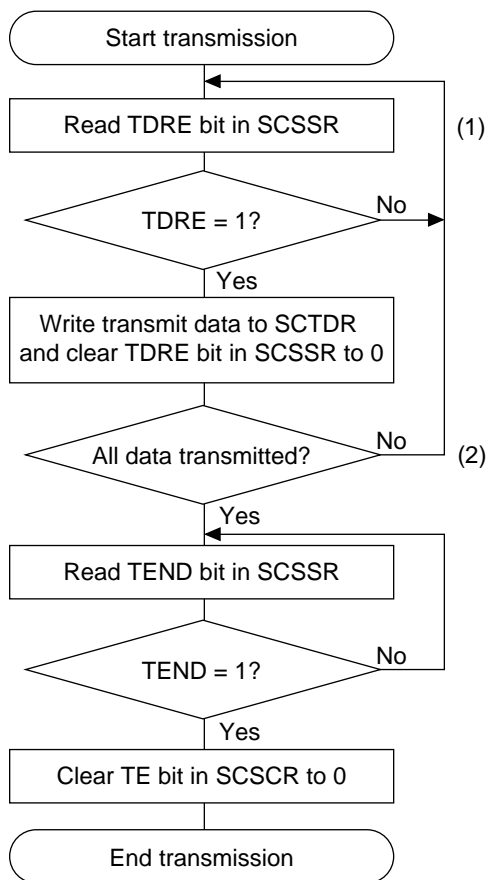 Start transmission
Read TDRE bit in SCSSR
(1)
TDRE = 1?
No
Yes
Write transmit data to SCTDR
and clear TDRE bit in SCSSR to 0
All data transmitted?
No
(2)
Yes
Read TEND bit in SCSSR
TEND = 1?
No
Yes
Clear TE bit in SCSCR to 0
End transmission